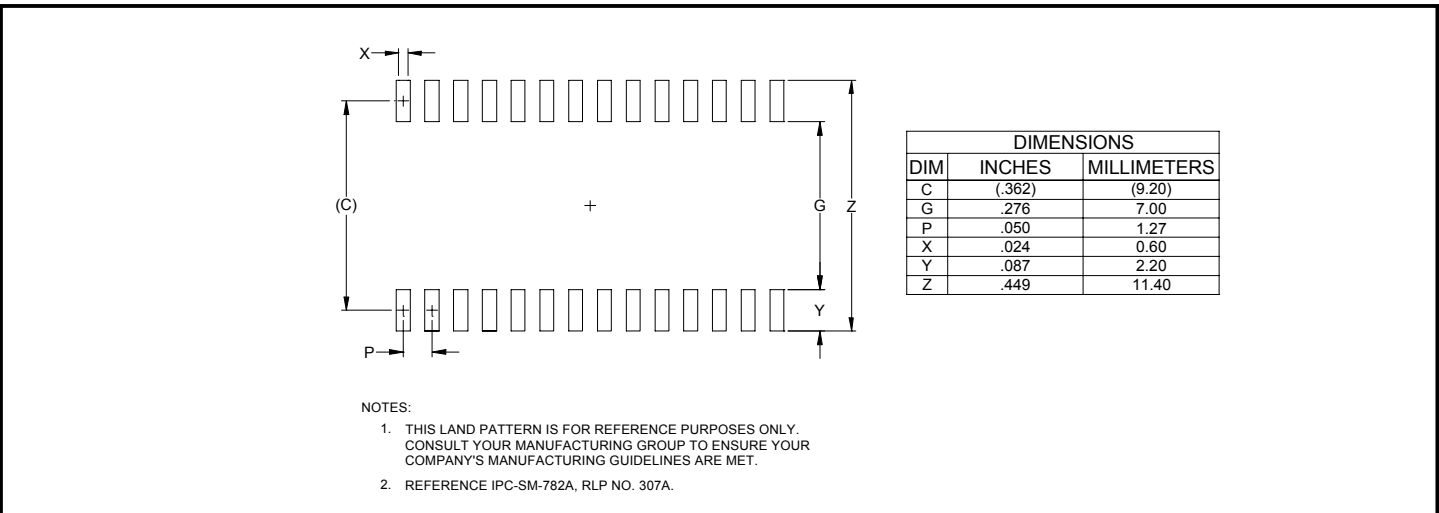 X
(C)
G
Z
Y
P
DIMENSIONS
DIM INCHES MILLIMETERS
C (.362) (9.20)
G .276 7.00
P .050 1.27
X .024 0.60
Y .087 2.20
Z .449 11.40
NOTES:
1. THIS LAND PATTERN IS FOR REFERENCE PURPOSES ONLY.
CONSULT YOUR MANUFACTURING GROUP TO ENSURE YOUR
COMPANY'S MANUFACTURING GUIDELINES ARE MET.
2. REFERENCE IPC-SM-782A, RLP NO. 307A.